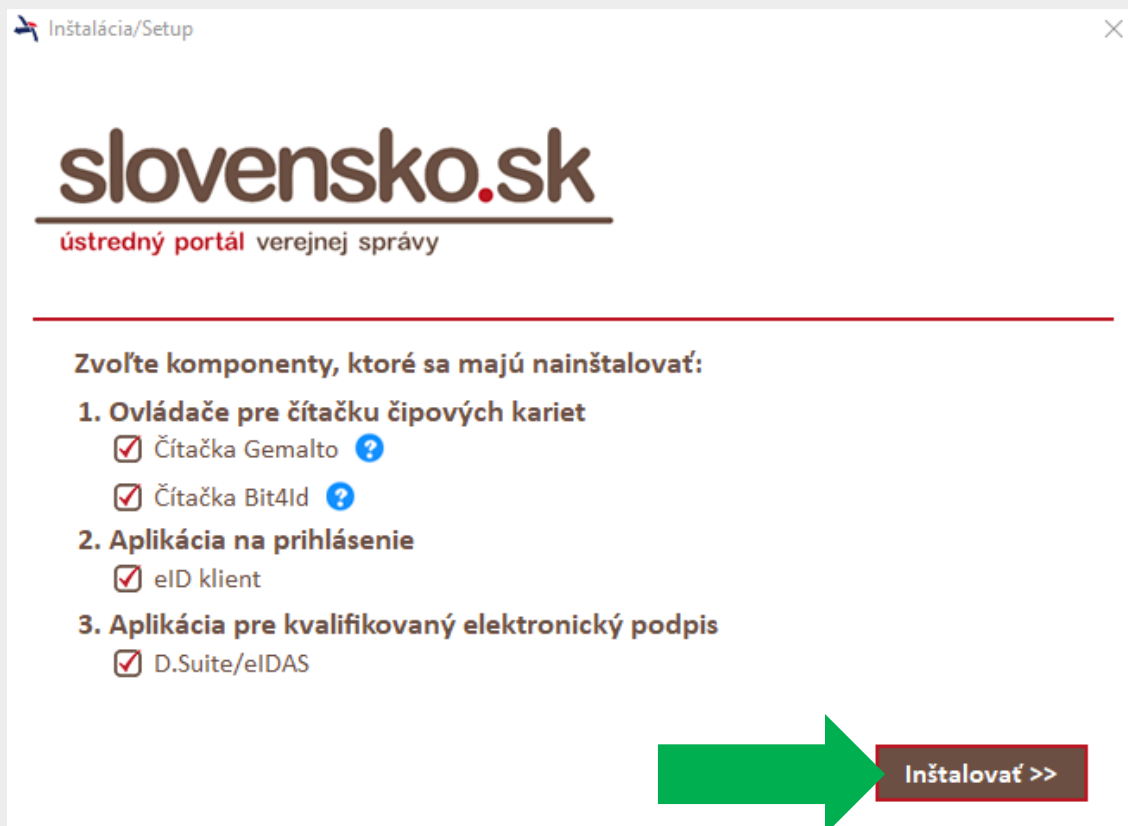 Inštalácia/Setup
slovensko.sk
ústredný portál verejnej správy
Zvoľte komponenty, ktoré sa majú nainštalovať:
1. Ovládače pre čítačku čipových kariet
Čítačka Gemalto ?
Čítačka Bit4Id ?
2. Aplikácia na prihlásenie
eID klient
3. Aplikácia pre kvalifikovaný elektronický podpis
D.Suite/eIDAS
Inštalovať >>